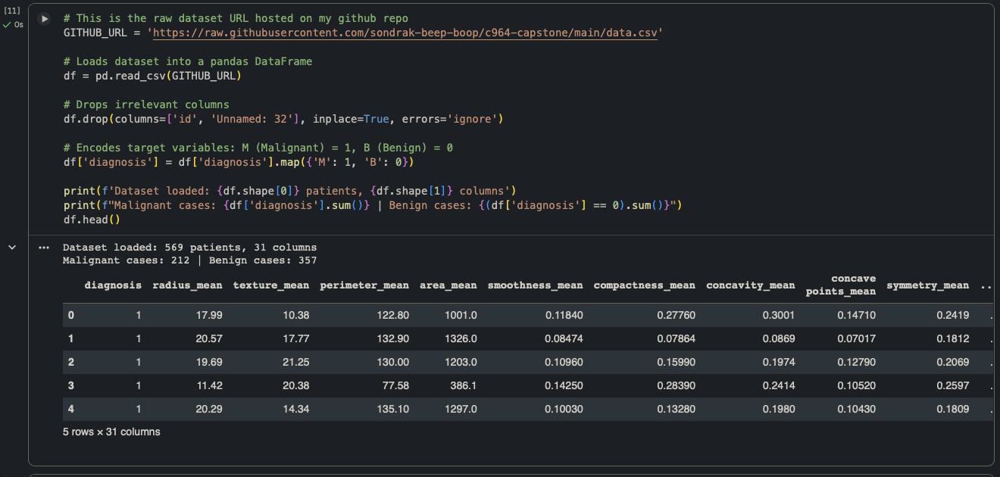 [11]
0s
# This is the raw dataset URL hosted on my github repo
GITHUB_URL = 'https://raw.githubusercontent.com/sondrak-beep-boop/c964-capstone/main/data.csv'
# Loads dataset into a pandas DataFrame
df = pd.read_csv(GITHUB_URL)
# Drops irrelevant columns
df.drop(columns=['id', 'Unnamed: 32'], inplace=True, errors='ignore')
# Encodes target variables: M (Malignant) = 1, B (Benign) = 0
df['diagnosis'] = df['diagnosis'].map({'M': 1, 'B': 0})
print(f'Dataset loaded: {df.shape[0]} patients, {df.shape[1]} columns')
print(f"Malignant cases: {df['diagnosis'].sum()} | Benign cases: {(df['diagnosis'] == 0).sum()}")
df.head()
Dataset loaded: 569 patients, 31 columns
Malignant cases: 212 | Benign cases: 357
diagnosis radius_mean texture_mean perimeter_mean area_mean smoothness_mean compactness_mean concavity_mean concave points_mean symmetry_mean ..
0 1 17.99 10.38 122.80 1001.0 0.11840 0.27760 0.3001 0.14710 0.2419 .
1 1 20.57 17.77 132.90 1326.0 0.08474 0.07864 0.0869 0.07017 0.1812 .
2 1 19.69 21.25 130.00 1203.0 0.10960 0.15990 0.1974 0.12790 0.2069 .
3 1 11.42 20.38 77.58 386.1 0.14250 0.28390 0.2414 0.10520 0.2597 .
4 1 20.29 14.34 135.10 1297.0 0.10030 0.13280 0.1980 0.10430 0.1809 .
5 rows × 31 columns